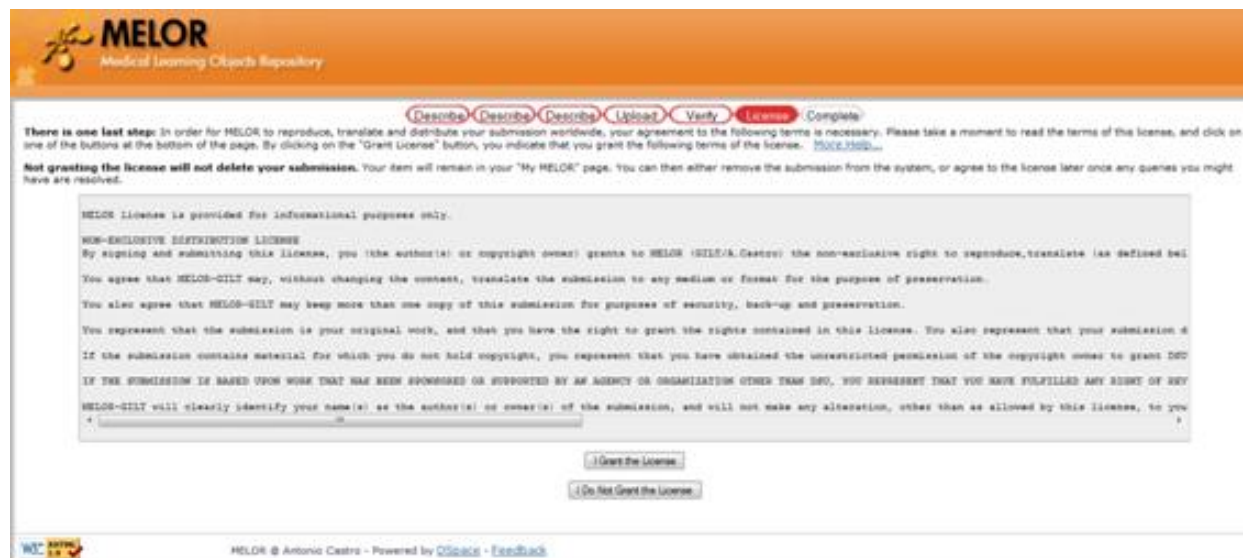 MELOR
Medical Learning Objects Repository
Describe Describe Describe Upload Verify License Complete
There is one last step: In order for MELOR to reproduce, translate and distribute your submission worldwide, your agreement to the following terms is necessary. Please take a moment to read the terms of this license, and click on
one of the buttons at the bottom of the page. By clicking on the "Grant License" button, you indicate that you grant the following terms of the license. More Help...
Not granting the license will not delete your submission. Your item will remain in your "My MELOR" page. You can then either remove the submission from the system, or agree to the license later once any queries you might
have are resolved.
MELOR license is provided for informational purposes only.
NON-EXCLUSIVE DISTRIBUTION LICENSE
By signing and submitting this license, you (the author(s) or copyright owner) grants to MELOR (GILT/A.Castro) the non-exclusive right to reproduce,translate (as defined bel
You agree that MELOR-GILT may, without changing the content, translate the submission to any medium or format for the purpose of preservation.
You also agree that MELOR-GILT may keep more than one copy of this submission for purposes of security, back-up and preservation.
You represent that the submission is your original work, and that you have the right to grant the rights contained in this license. You also represent that your submission d
If the submission contains material for which you do not hold copyright, you represent that you have obtained the unrestricted permission of the copyright owner to grant DSU
IF THE SUBMISSION IS BASED UPON WORK THAT HAS BEEN SPONSORED OR SUPPORTED BY AN AGENCY OR ORGANIZATION OTHER THAN DSU, YOU REPRESENT THAT YOU HAVE FULFILLED ANY RIGHT OF REV
MELOR-GILT will clearly identify your name(s) as the author(s) or owner(s) of the submission, and will not make any alteration, other than as allowed by this license, to you
I Grant the License
I Do Not Grant the License
W3C XHTML 1.0
MELOR @ Antonio Castro - Powered by DSpace - Feedback